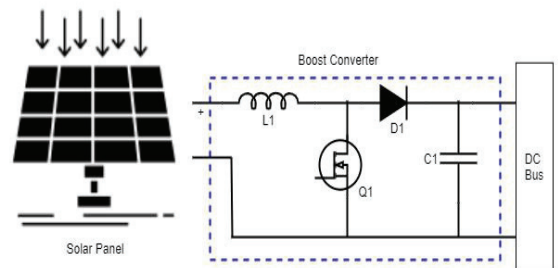 Boost Converter
+
L1
D1
C1
Q1
DC
Bus
Solar Panel